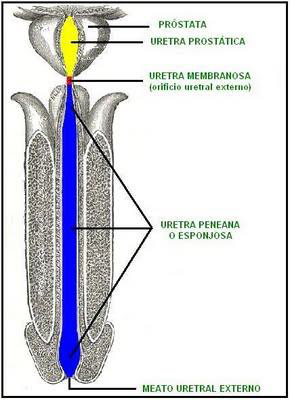 PRÓSTATA
URETRA PROSTÁTICA
URETRA MEMBRANOSA
(orificio uretral externo)
URETRA PENEANA
O ESPONJOSA
MEATO URETRAL EXTERNO